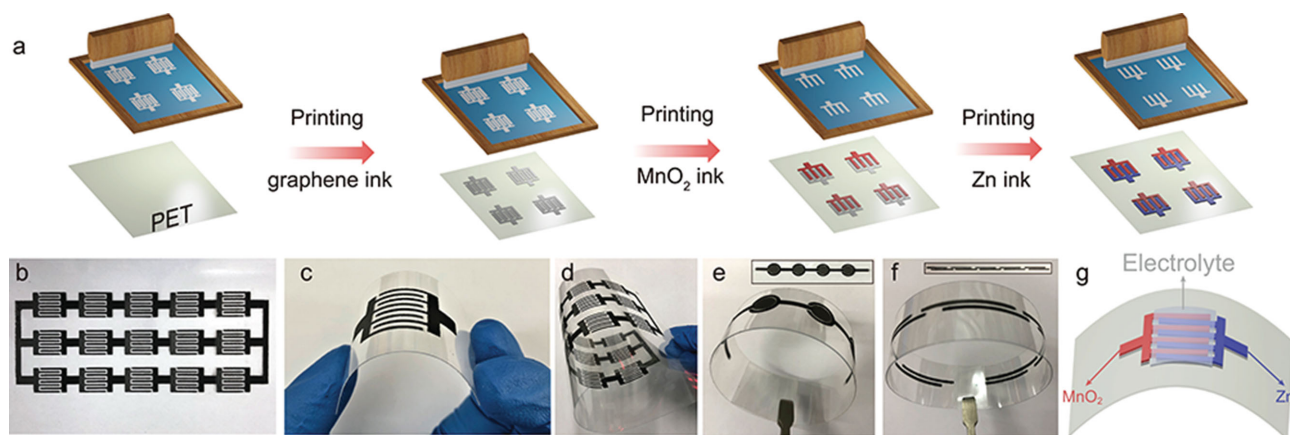 a
Printing
graphene ink
Printing
MnO₂ ink
Printing
Zn ink
PET
b
c
d
e
f
g
Electrolyte
MnO₂
Zn